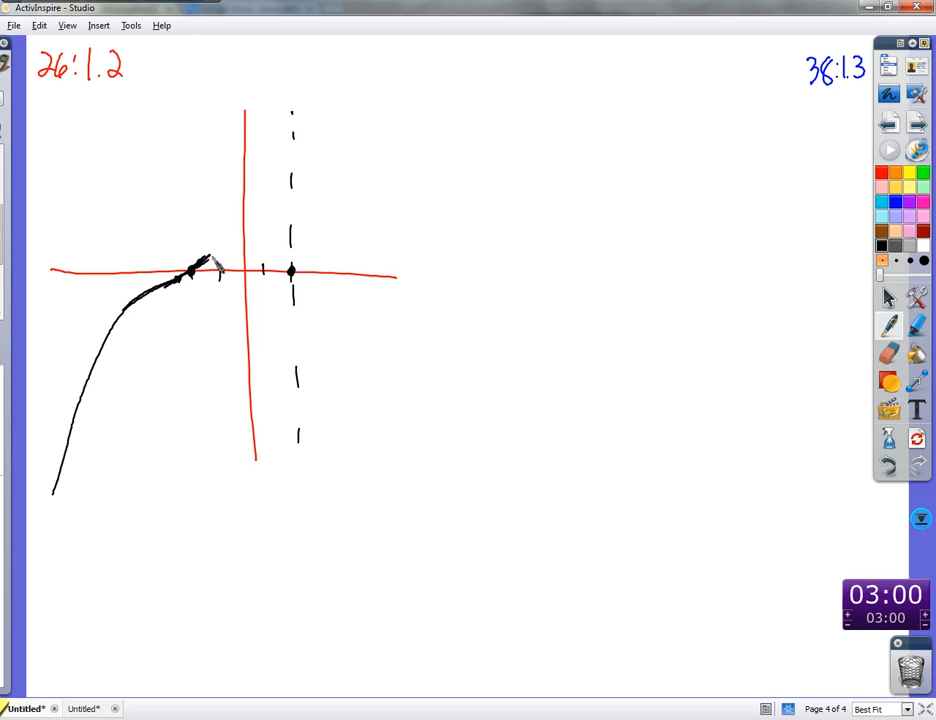 ActivInspire - Studio
File Edit View Insert Tools Help
26:1.2
38:1.3
03:00
03:00
Untitled*
Untitled*
Page 4 of 4
Best Fit